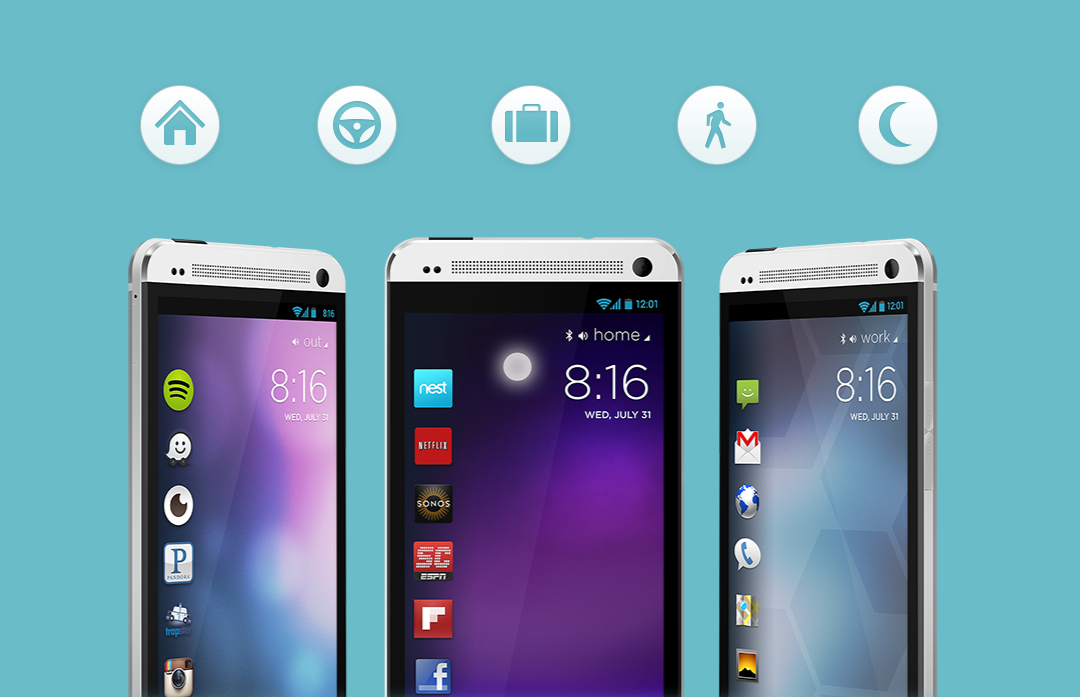 8:16
out
8:16
WED, JULY 31
P
PANDORA
12:01
home
8:16
WED, JULY 31
nest
NETFLIX
SONOS
SC
ESPN
f
12:01
work
8:16
WED, JULY 31
M